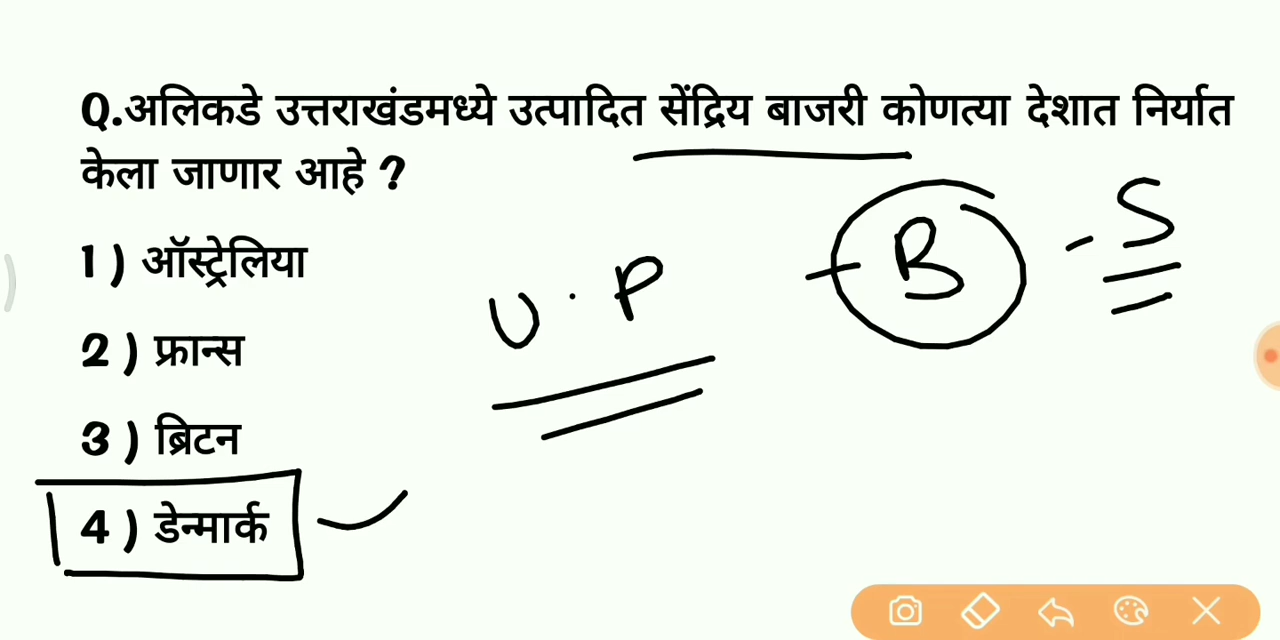 Q.अलिकडे उत्तराखंडमध्ये उत्पादित सेंद्रिय बाजरी कोणत्या देशात निर्यात
केला जाणार आहे ?
1 ) ऑस्ट्रेलिया
2 ) फ्रान्स
3 ) ब्रिटन
4 ) डेन्मार्क
U.P
B - S